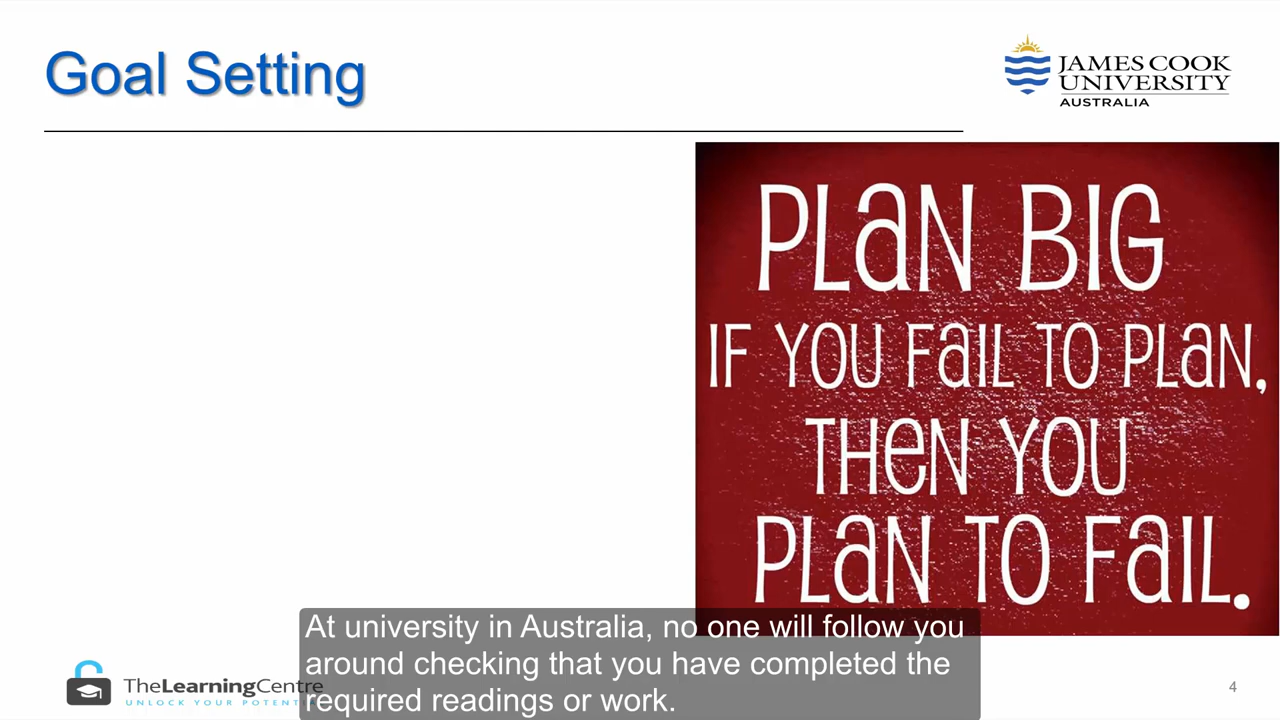 Goal Setting
JAMES COOK
UNIVERSITY
AUSTRALIA
PLaN BIG
IF YOU FaIL TO PLaN,
THeN YOU
PLaN TO FaIL.
At university in Australia, no one will follow you
around checking that you have completed the
required readings or work.
TheLearningCentre
UNLOCK YOUR
4